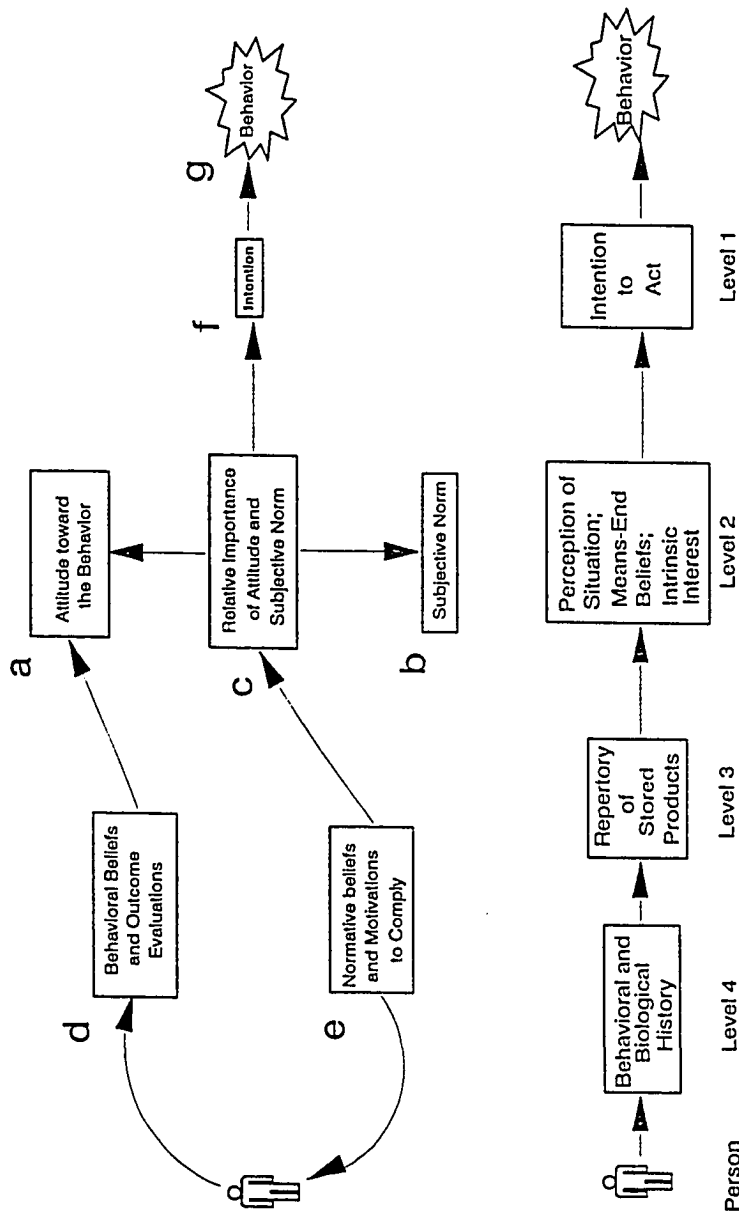 a
Attitude toward
the Behavior
d
Behavioral Beliefs
and Outcome
Evaluations
c
Relative Importance
of Attitude and
Subjective Norm
f
Intention
g
Behavior
e
Normative beliefs
and Motivations
to Comply
b
Subjective Norm
Behavioral and
Biological
History
Repertory
of
Stored
Products
Perception of
Situation;
Means-End
Beliefs;
Intrinsic
Interest
Intention
to
Act
Behavior
Person
Level 4
Level 3
Level 2
Level 1